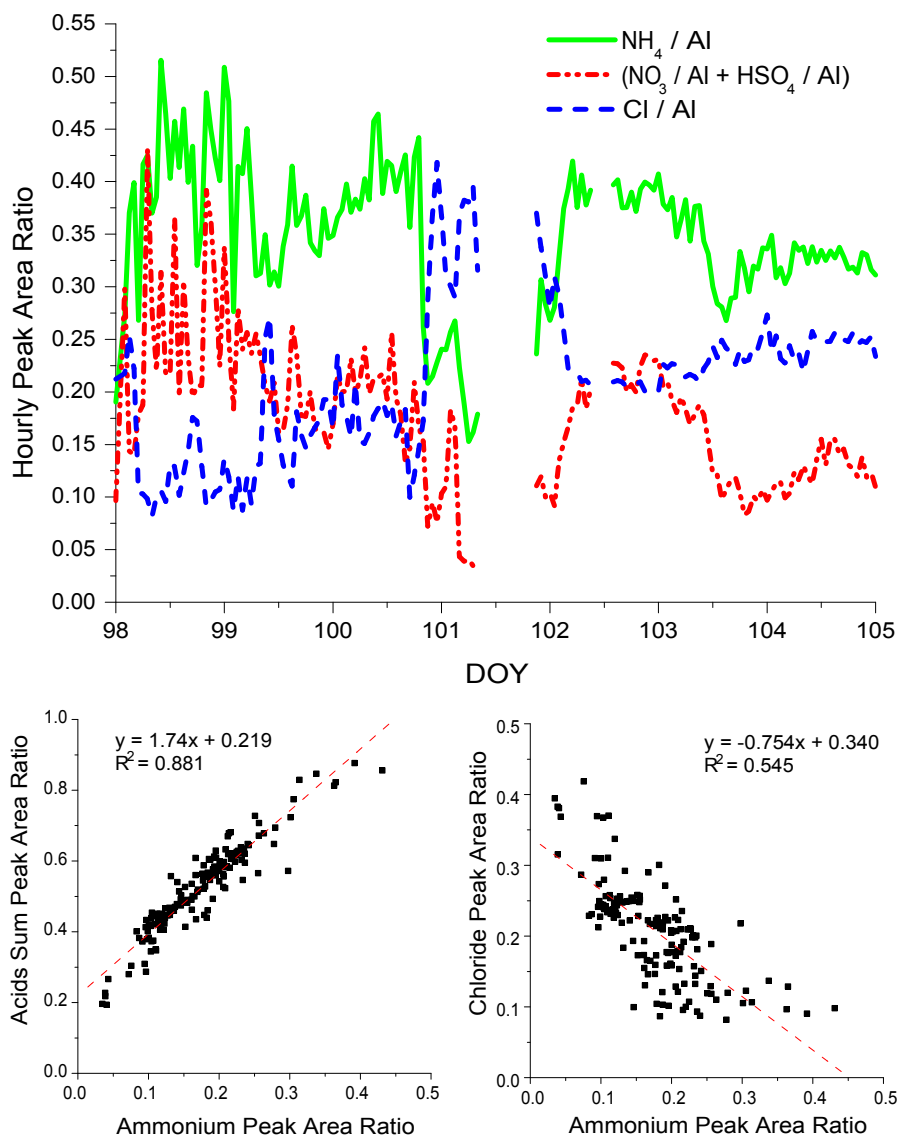 NH₄ / Al
(NO₃ / Al + HSO₄ / Al)
Cl / Al
Hourly Peak Area Ratio
0.55
0.50
0.45
0.40
0.35
0.30
0.25
0.20
0.15
0.10
0.05
0.00
98 99 100 101 102 103 104 105
DOY
y = 1.74x + 0.219
R² = 0.881
Acids Sum Peak Area Ratio
1.0
0.8
0.6
0.4
0.2
0.0
0.0 0.1 0.2 0.3 0.4 0.5
Ammonium Peak Area Ratio
y = -0.754x + 0.340
R² = 0.545
Chloride Peak Area Ratio
0.5
0.4
0.3
0.2
0.1
0.0
0.0 0.1 0.2 0.3 0.4 0.5
Ammonium Peak Area Ratio